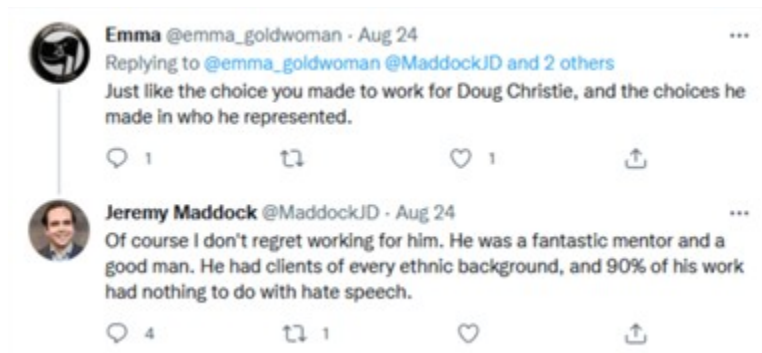 Emma @emma_goldwoman · Aug 24
Replying to @emma_goldwoman @MaddockJD and 2 others
Just like the choice you made to work for Doug Christie, and the choices he
made in who he represented.
1 1
Jeremy Maddock @MaddockJD · Aug 24
Of course I don't regret working for him. He was a fantastic mentor and a
good man. He had clients of every ethnic background, and 90% of his work
had nothing to do with hate speech.
4 1